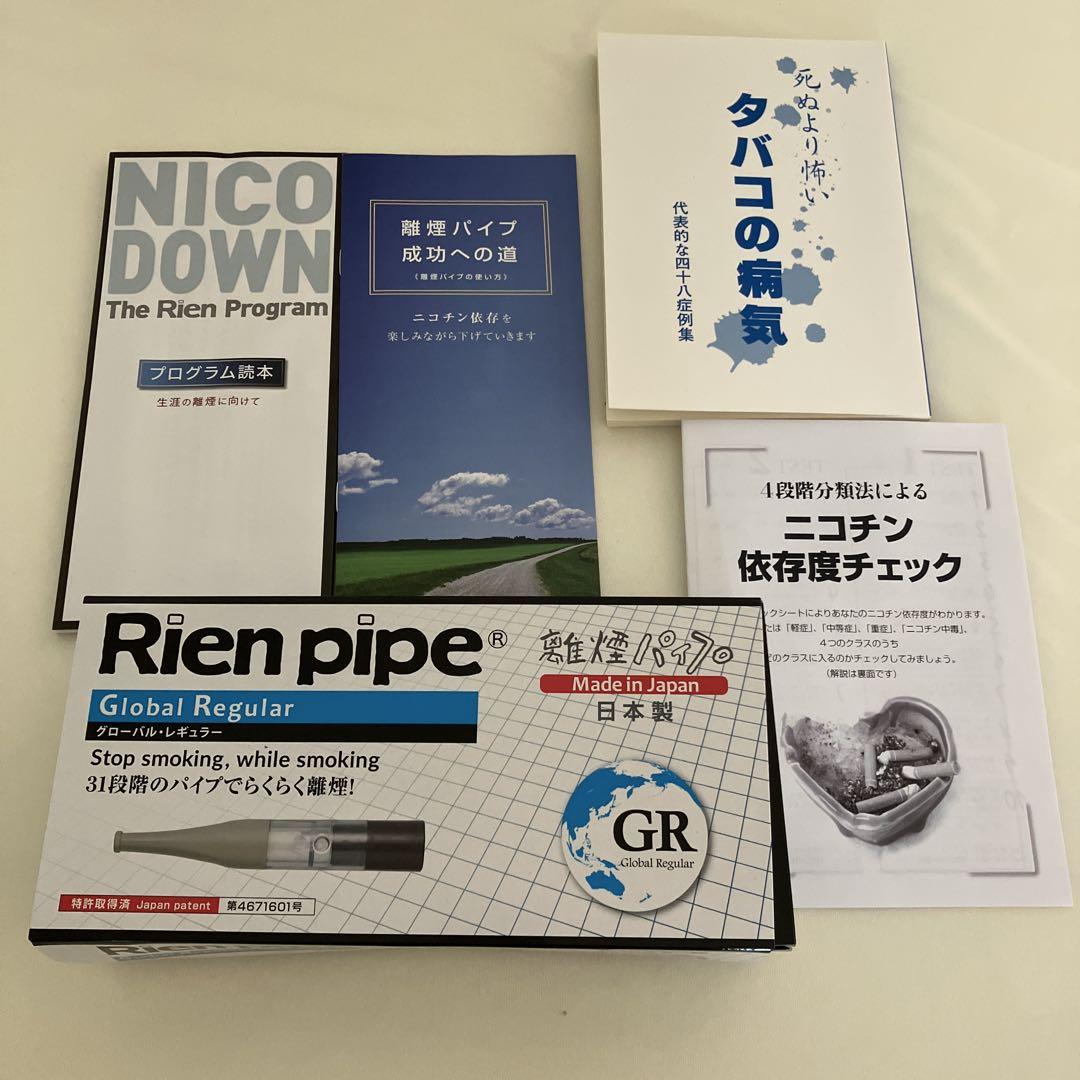 NICO
DOWN
The Rien Program
プログラム読本
生涯の離煙に向けて
離煙パイプ
成功への道
(離煙パイプの使い方)
ニコチン依存を
楽しみながら下げていきます
死ぬより怖い
タバコの病気
代表的な四十八症例集
4段階分類法による
ニコチン
依存度チェック
ックシートによりあなたのニコチン依存度がわかります。
たは「軽症」、「中等症」、「重症」、「ニコチン中毒」、
4つのクラスのうち
どのクラスに入るのかチェックしてみましょう。
(解説は裏面です)
Rien pipe®
離煙パイプ
Made in Japan
日本製
Global Regular
グローバル・レギュラー
Stop smoking, while smoking
31段階のパイプでらくらく離煙!
GR
Global Regular
特許取得済 Japan patent 第4671601号
Rien